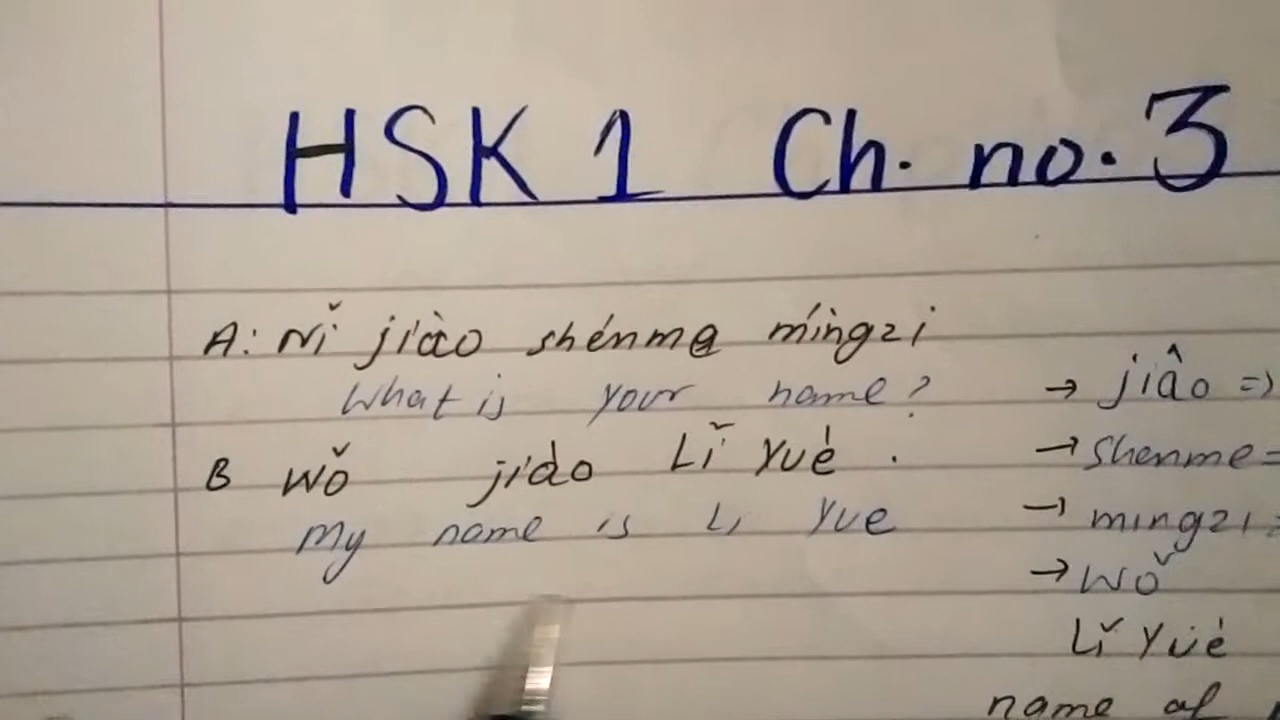 HSK 1 Ch. no. 3
A: Nǐ jiào shénme míngzi
What is your name?
B Wǒ jiào Lǐ Yuè .
My name is Li Yue
→ jiâo =>
→ Shenme =
→ mingzi =
→ Wǒ
Lǐ Yuè
name of